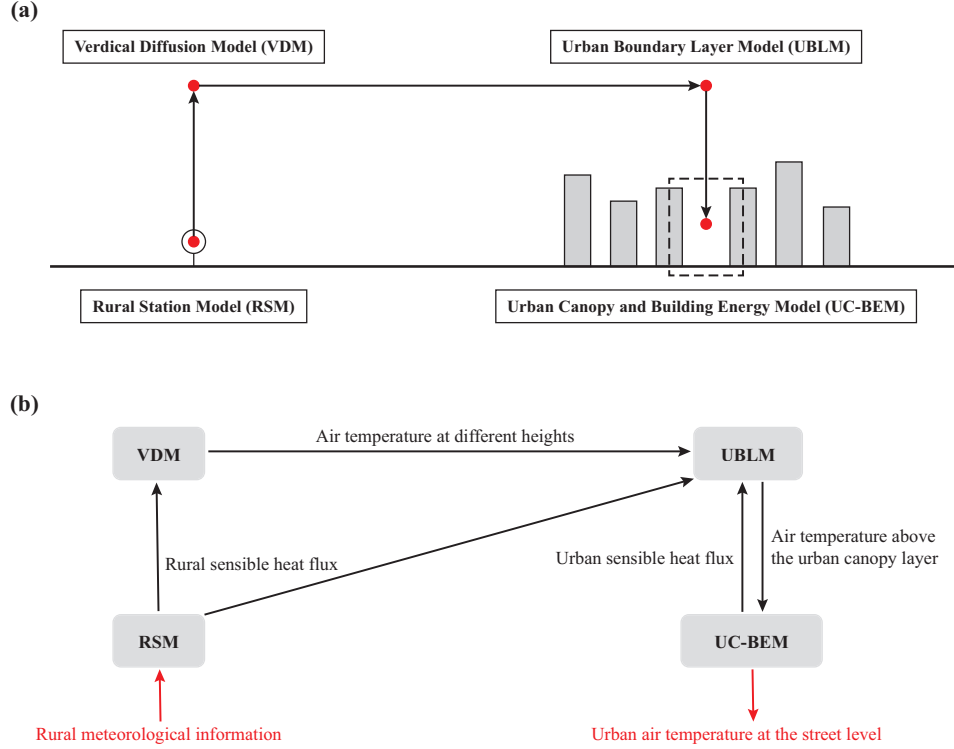 (a)
Verdical Diffusion Model (VDM)
Urban Boundary Layer Model (UBLM)
Rural Station Model (RSM)
Urban Canopy and Building Energy Model (UC-BEM)
(b)
Air temperature at different heights
VDM
UBLM
Rural sensible heat flux
Urban sensible heat flux
Air temperature above
the urban canopy layer
RSM
UC-BEM
Rural meteorological information
Urban air temperature at the street level